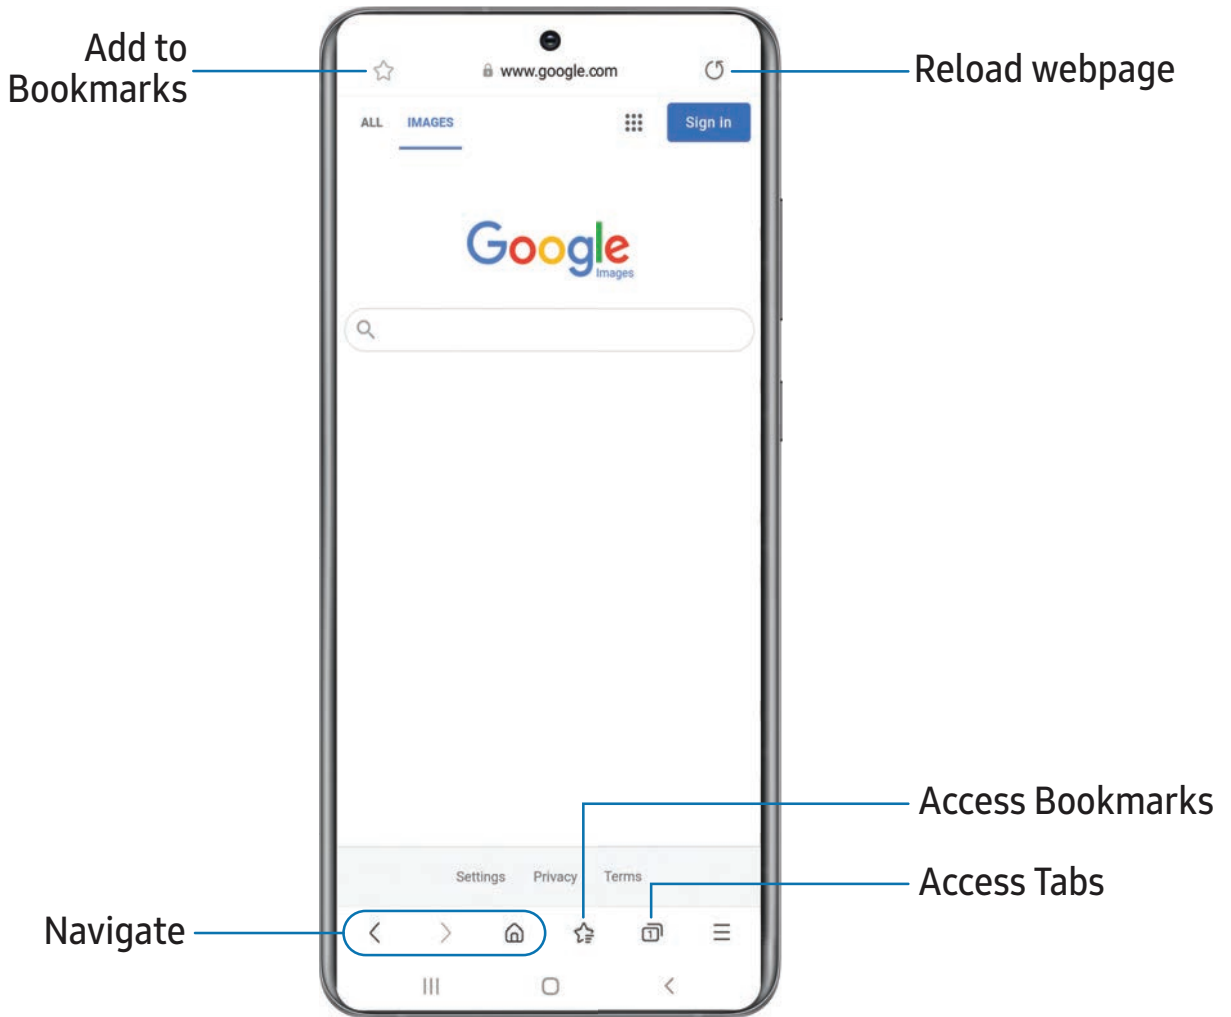 Add to
Bookmarks
www.google.com
Reload webpage
ALL IMAGES
Sign in
Google
Images
Access Bookmarks
Settings Privacy Terms
Access Tabs
Navigate
1